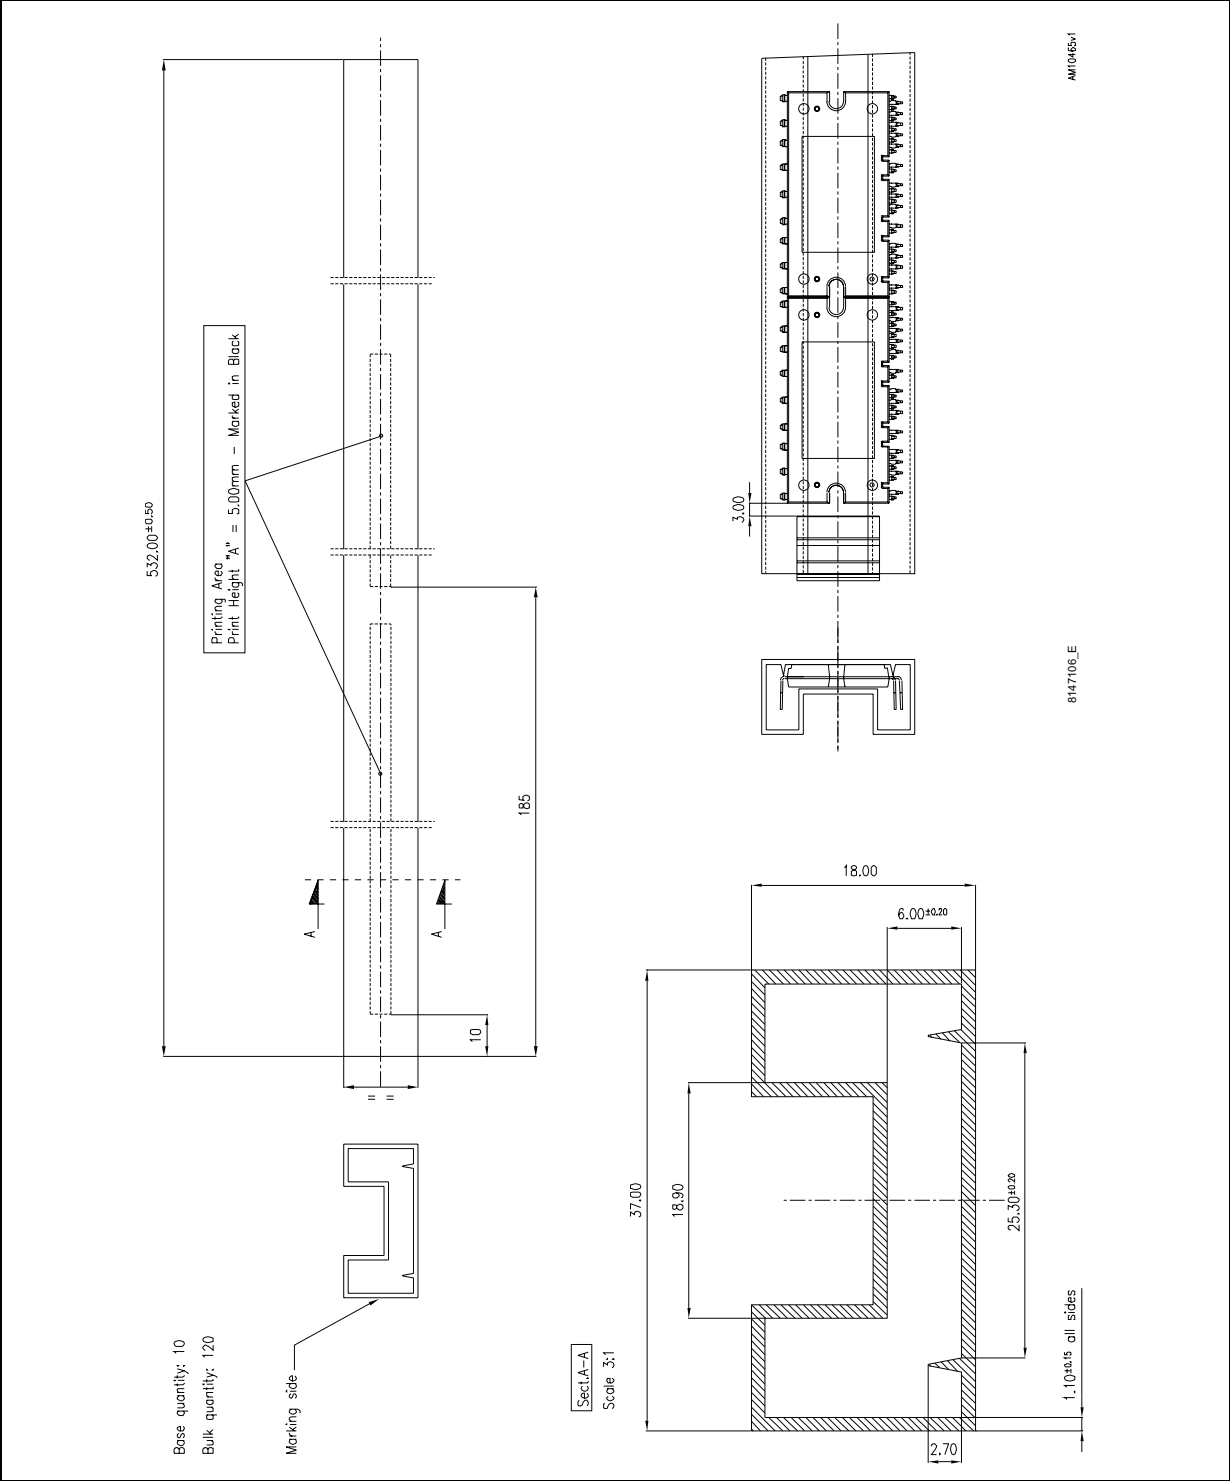 Base quantity: 10
Bulk quantity: 120
532.00±0.50
Printing Area
Print Height "A" = 5.00mm - Marked in Black
Marking side
= =
A
A
10
185
Sect.A-A
Scale 3:1
37.00
18.90
18.00
6.00±0.20
25.30±0.20
2.70
1.10±0.15 all sides
3.00
8147106_E
AM10465v1